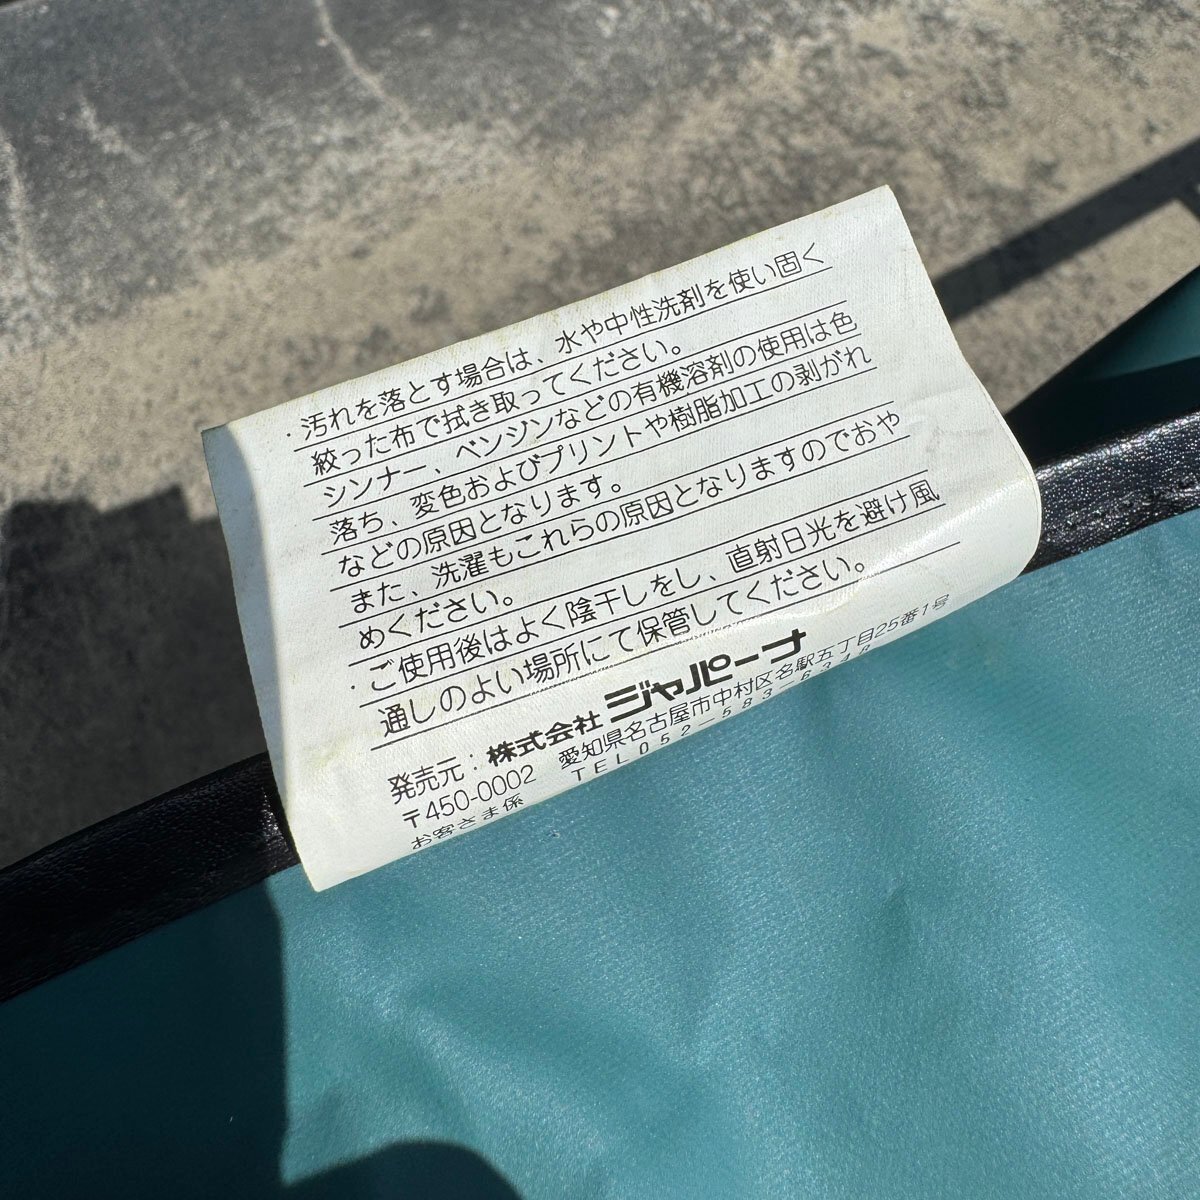 ・汚れを落とす場合は、水や中性洗剤を使い固く
絞った布で拭き取ってください。
シンナー、ベンジンなどの有機溶剤の使用は色
落ち、変色およびプリントや樹脂加工の剥がれ
などの原因となります。
また、洗濯もこれらの原因となりますのでおや
めください。
・ご使用後はよく陰干しをし、直射日光を避け風
通しのよい場所にて保管してください。
発売元：株式会社 ジャパーナ
〒450-0002 愛知県名古屋市中村区名駅五丁目25番1号
お客さま係 TEL052-583-6348